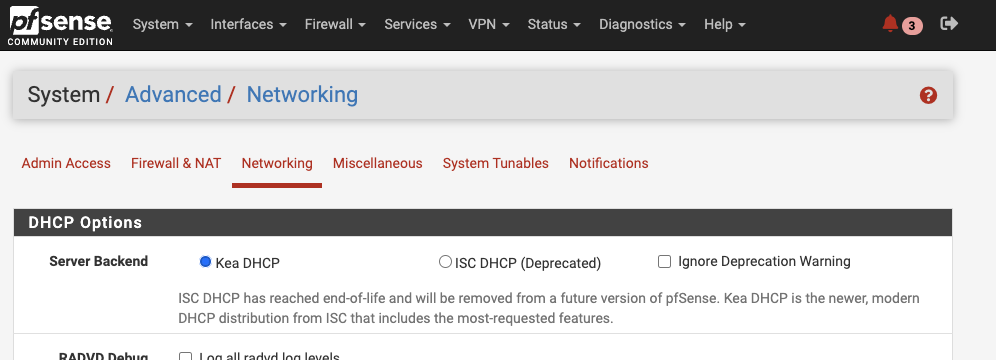 pfsense COMMUNITY EDITION System Interfaces Firewall Services VPN Status Diagnostics Help 3
System / Advanced / Networking
Admin Access Firewall & NAT Networking Miscellaneous System Tunables Notifications
DHCP Options
Server Backend Kea DHCP ISC DHCP (Deprecated) Ignore Deprecation Warning
ISC DHCP has reached end-of-life and will be removed from a future version of pfSense. Kea DHCP is the newer, modern
DHCP distribution from ISC that includes the most-requested features.
RADVD Debug Log all radvd log levels